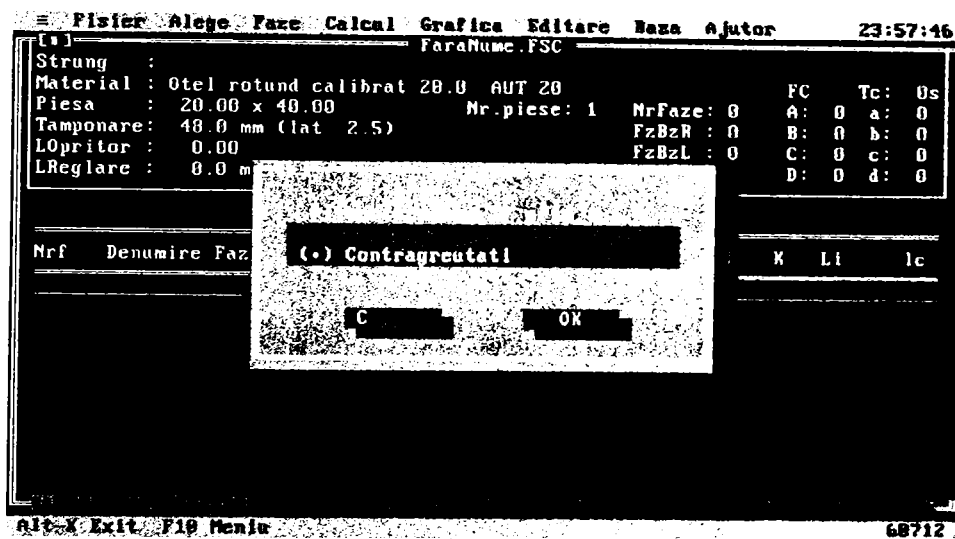 ≡ Fisier Alege Faze Calcul Grafica Editare Baza Ajutor 23:57:46
FaraNume.FSC
Strung :
Material : Otel rotund calibrat 20.0 AUT 20 FC Tc: 0s
Piesa : 20.00 x 40.00 Nr.piese: 1 NrFaze: 0 A: 0 a: 0
Tamponare: 48.0 mm (lat 2.5) FzBzR : 0 B: 0 b: 0
LOpritor : 0.00 FzBzL : 0 C: 0 c: 0
LReglare : 0.0 m D: 0 d: 0
(•) Contragreutati
Nrf Denumire Faz K Li lc
C OK
Alt-X Exit F10 Meniu 60712